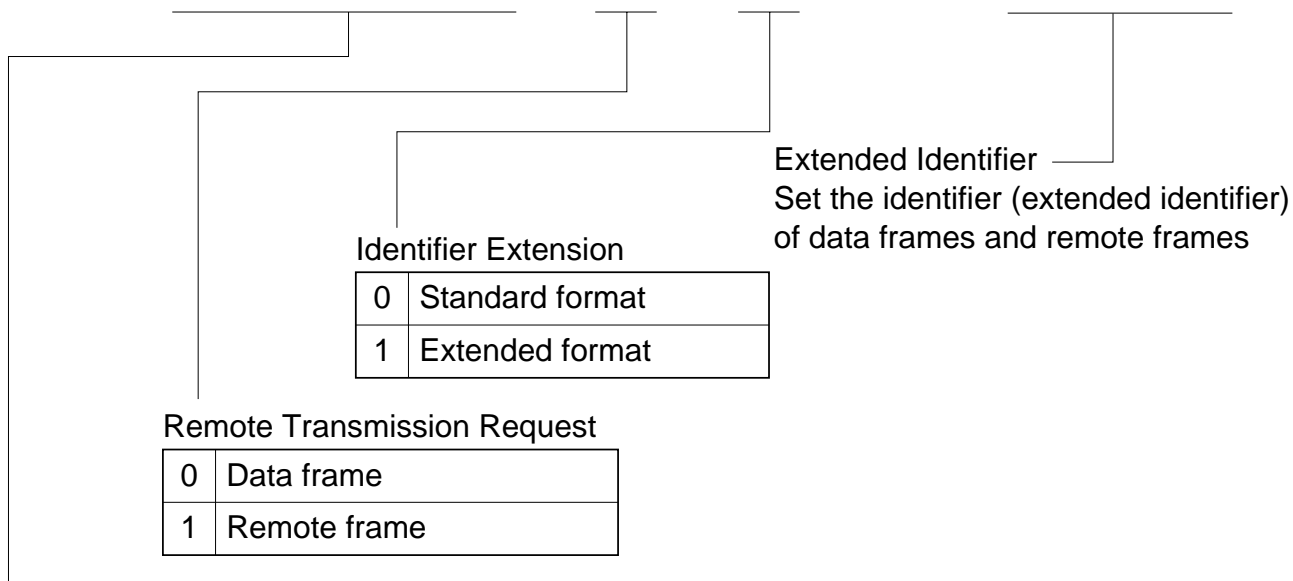 Extended Identifier
Set the identifier (extended identifier)
of data frames and remote frames
Identifier Extension
0 Standard format
1 Extended format
Remote Transmission Request
0 Data frame
1 Remote frame